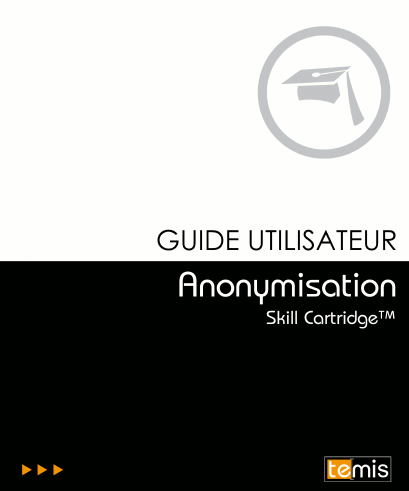 GUIDE UTILISATEUR
Anonymisation
Skill Cartridge™
temis